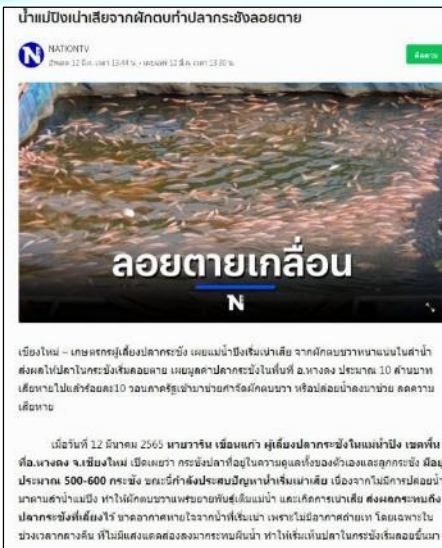 น้ำแม่ปิงเน่าเสียจากผักตบทำปลากระชังลอยตาย
NATIONTV
ลอยตายเกลื่อน
N
เชียงใหม่ – เกษตรกรผู้เลี้ยงปลากระชัง เผยแม่น้ำปิงเริ่มเน่าเสีย จากผักตบชวาหนาแน่นในลำน้ำ
ส่งผลให้ปลาในกระชังเริ่มลอยตาย เผยมูลค่าปลากระชังในพื้นที่ อ.หางดง ประมาณ 10 ล้านบาท
เสียหายไปแล้วร้อยละ10 วอนภาครัฐเข้ามาช่วยกำจัดผักตบชวา หรือปล่อยน้ำลงมาช่วย ลดความ
เสียหาย
เมื่อวันที่ 12 มีนาคม 2565 นายวาริน เขื่อนแก้ว ผู้เลี้ยงปลากระชังในแม่น้ำปิง เขตพื้น
ที่อ.หางดง จ.เชียงใหม่ เปิดเผยว่า กระชังปลาที่อยู่ในความดูแลทั้งของตัวเองและลูกกระชัง มีอยู่
ประมาณ 500-600 กระชัง ขณะนี้กำลังประสบปัญหาน้ำเริ่มเน่าเสีย เนื่องจากไม่มีการปล่อยน้ำ
มาตามลำน้ำแม่ปิง ทำให้ผักตบชวาแพร่ขยายพันธุ์เต็มแม่น้ำ และเกิดการเน่าเสีย ส่งผลกระทบถึง
ปลากระชังที่เลี้ยงไว้ ขาดอากาศหายใจจากน้ำที่เริ่มเน่า เพราะไม่มีอากาศถ่ายเท โดยเฉพาะใน
ช่วงเวลากลางคืน ที่ไม่มีแสงแดดส่องลงมากระทบผืนน้ำ ทำให้เริ่มเห็นปลาในกระชังเริ่มลอยขึ้นมา